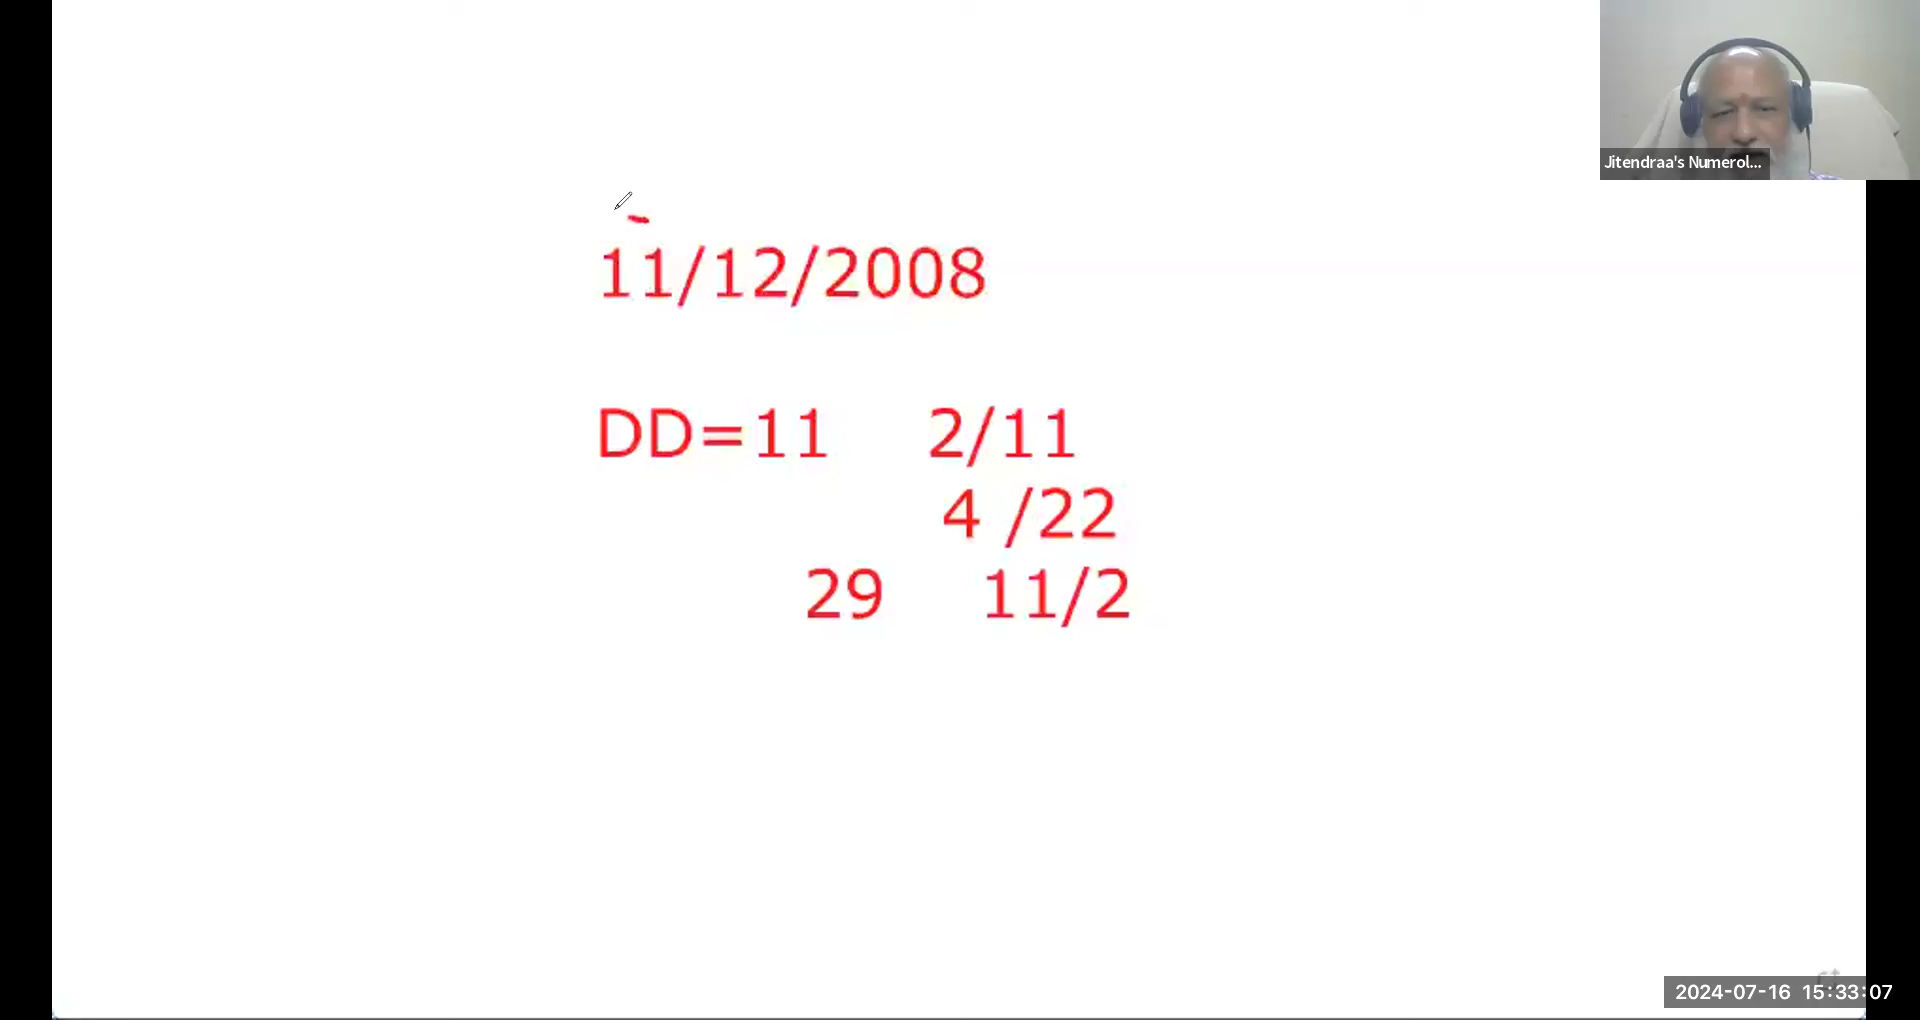 Jitendraa's Numerol...
11/12/2008
DD=11 2/11
4 /22
29 11/2
2024-07-16 15:33:07